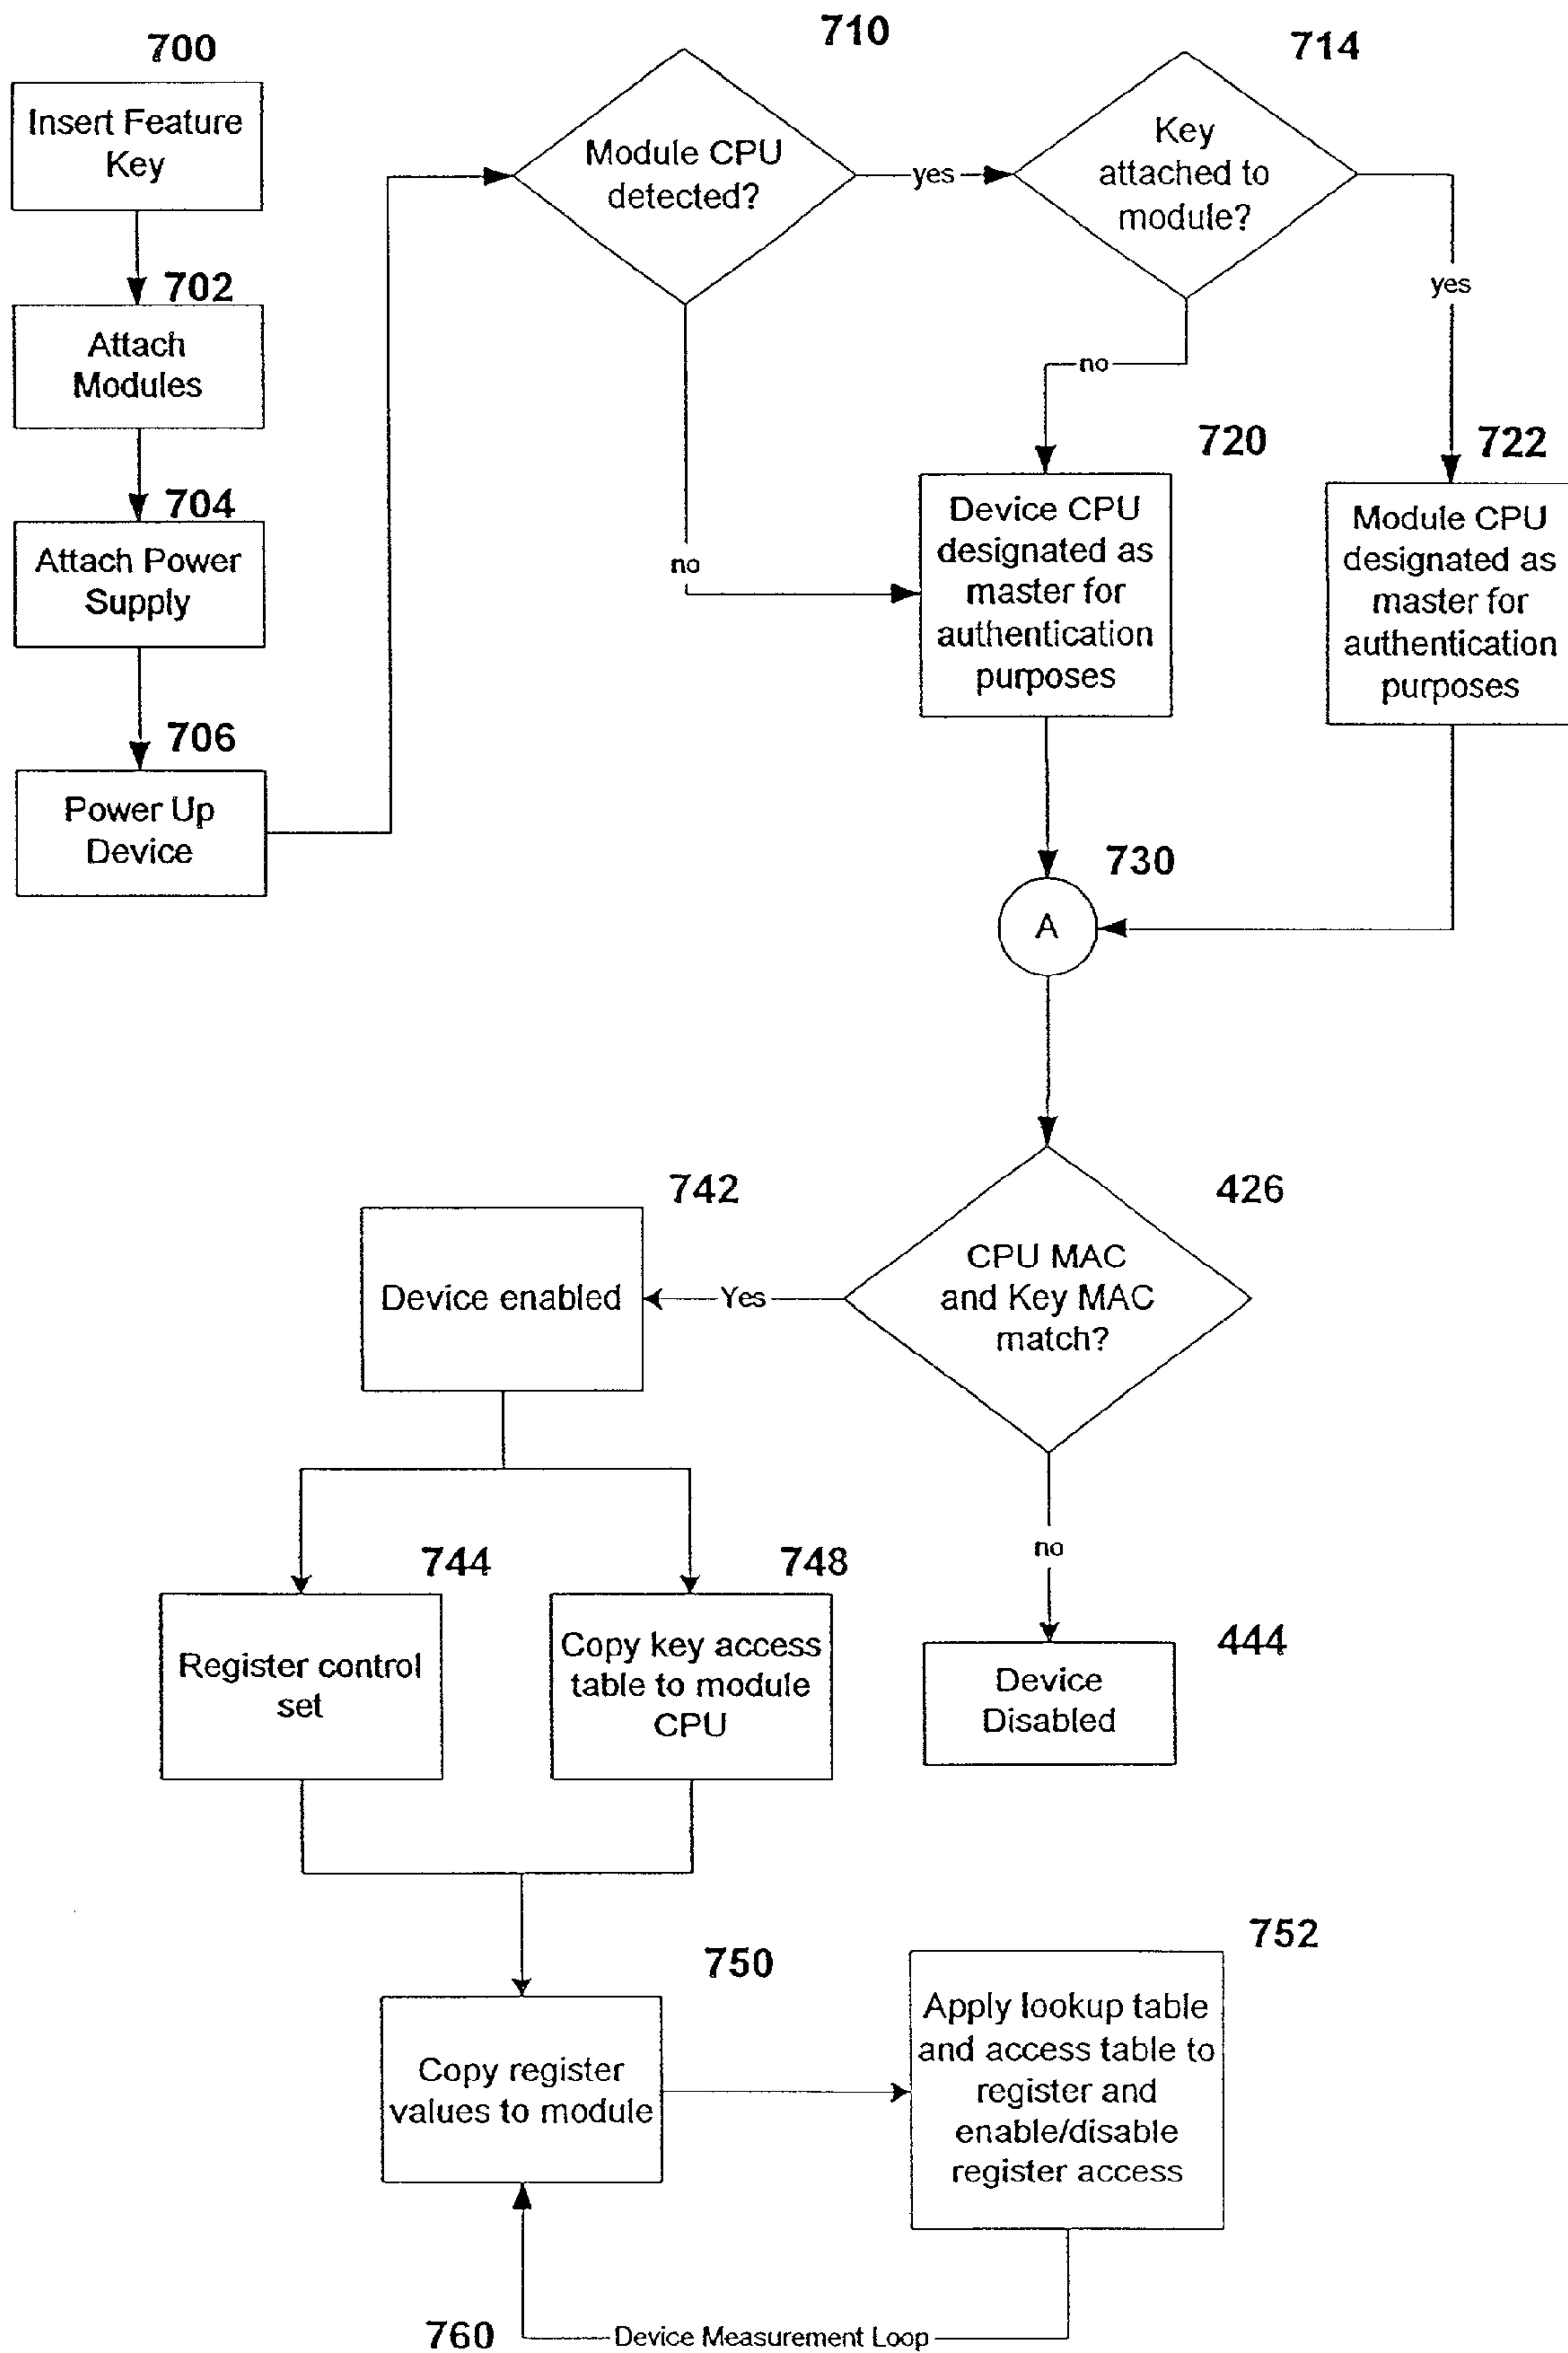 700
Insert Feature
Key
702
Attach
Modules
704
Attach Power
Supply
706
Power Up
Device
710
Module CPU
detected?
yes
no
714
Key
attached to
module?
yes
no
720
Device CPU
designated as
master for
authentication
purposes
722
Module CPU
designated as
master for
authentication
purposes
730
A
426
CPU MAC
and Key MAC
match?
Yes
no
742
Device enabled
444
Device
Disabled
744
Register control
set
748
Copy key access
table to module
CPU
750
Copy register
values to module
752
Apply lookup table
and access table to
register and
enable/disable
register access
760
Device Measurement Loop